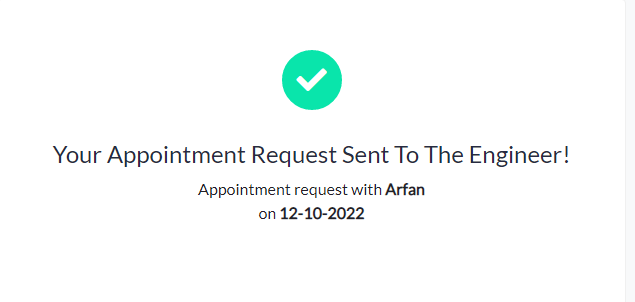 Your Appointment Request Sent To The Engineer!
Appointment request with Arfan
on 12-10-2022